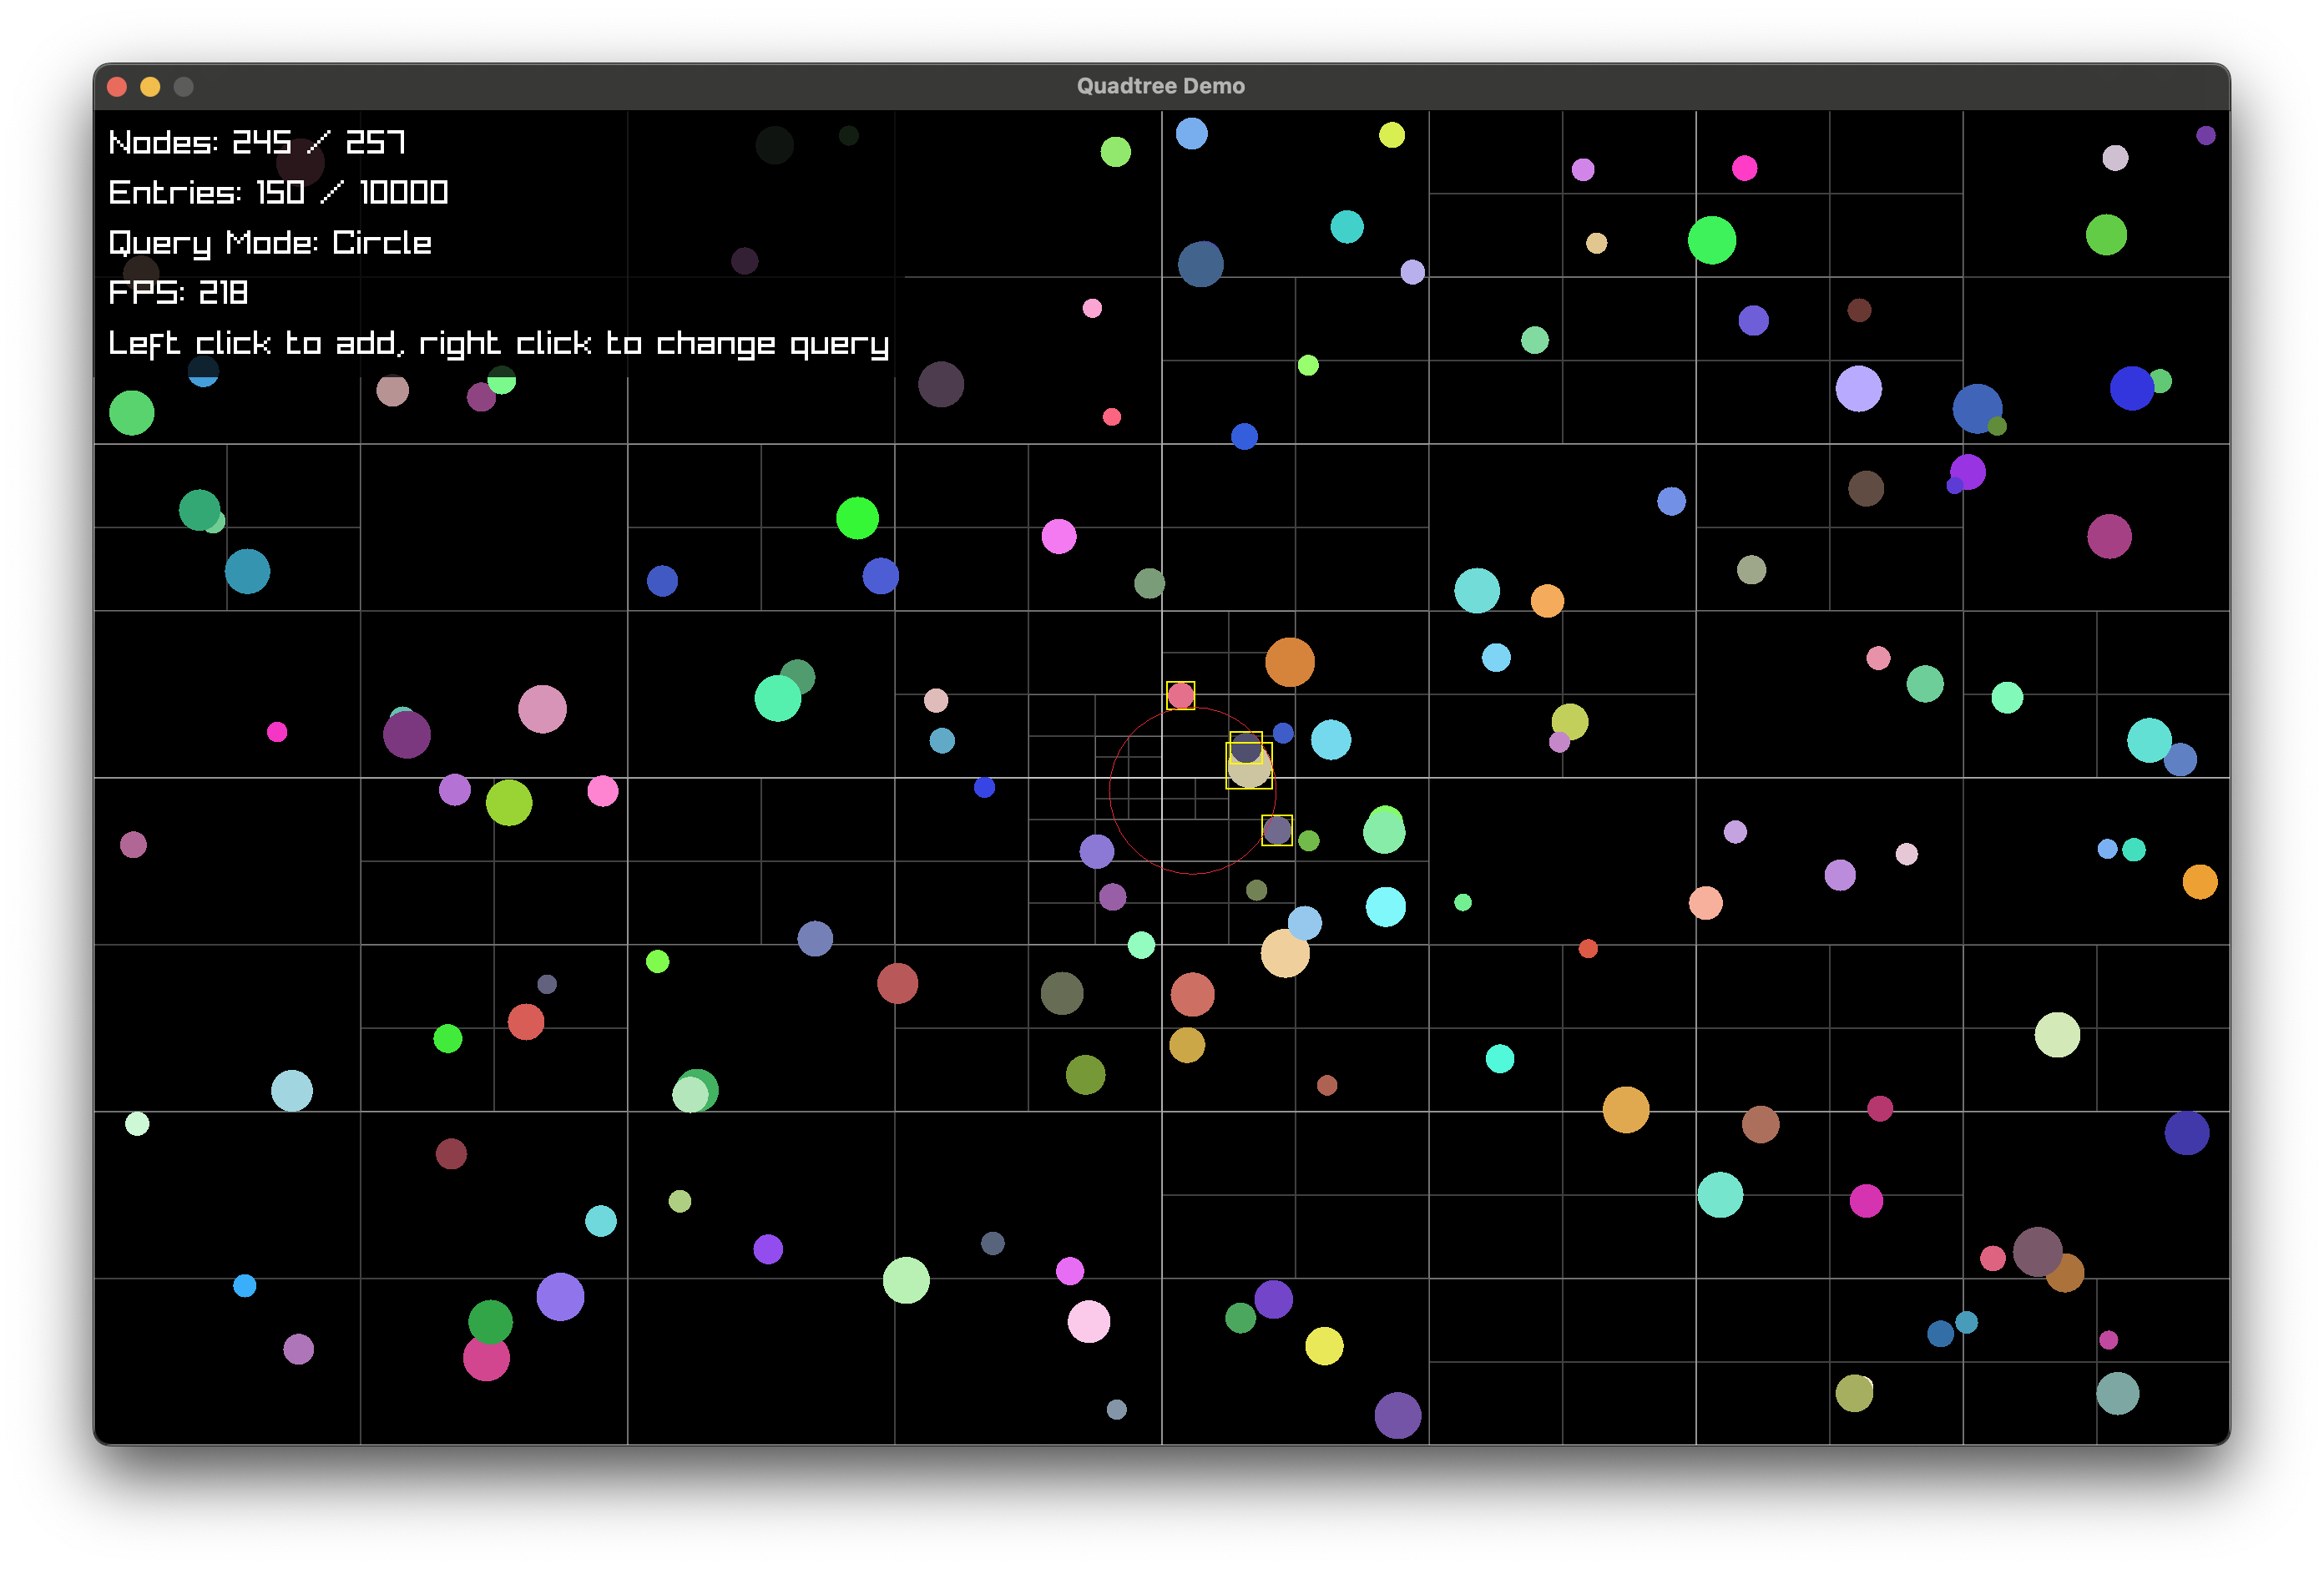 Quadtree Demo
Nodes: 245 / 257
Entries: 150 / 10000
Query Mode: Circle
FPS: 218
Left click to add, right click to change query